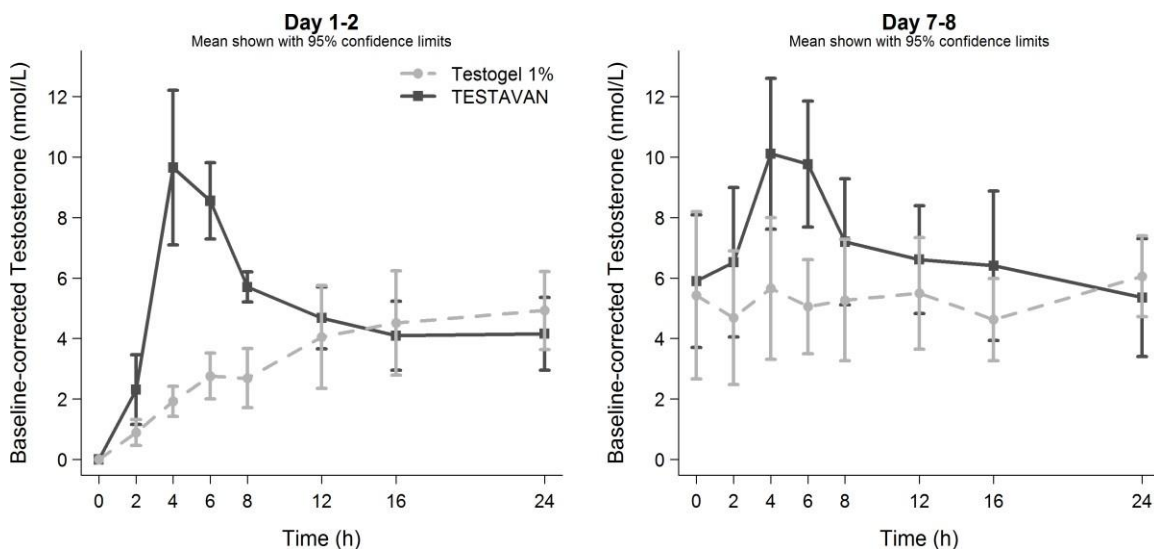 Day 1-2
Mean shown with 95% confidence limits
Testogel 1%
TESTAVAN
Baseline-corrected Testosterone (nmol/L)
12
10
8
6
4
2
0
0 2 4 6 8 12 16 24
Time (h)
Day 7-8
Mean shown with 95% confidence limits
Baseline-corrected Testosterone (nmol/L)
12
10
8
6
4
2
0
0 2 4 6 8 12 16 24
Time (h)